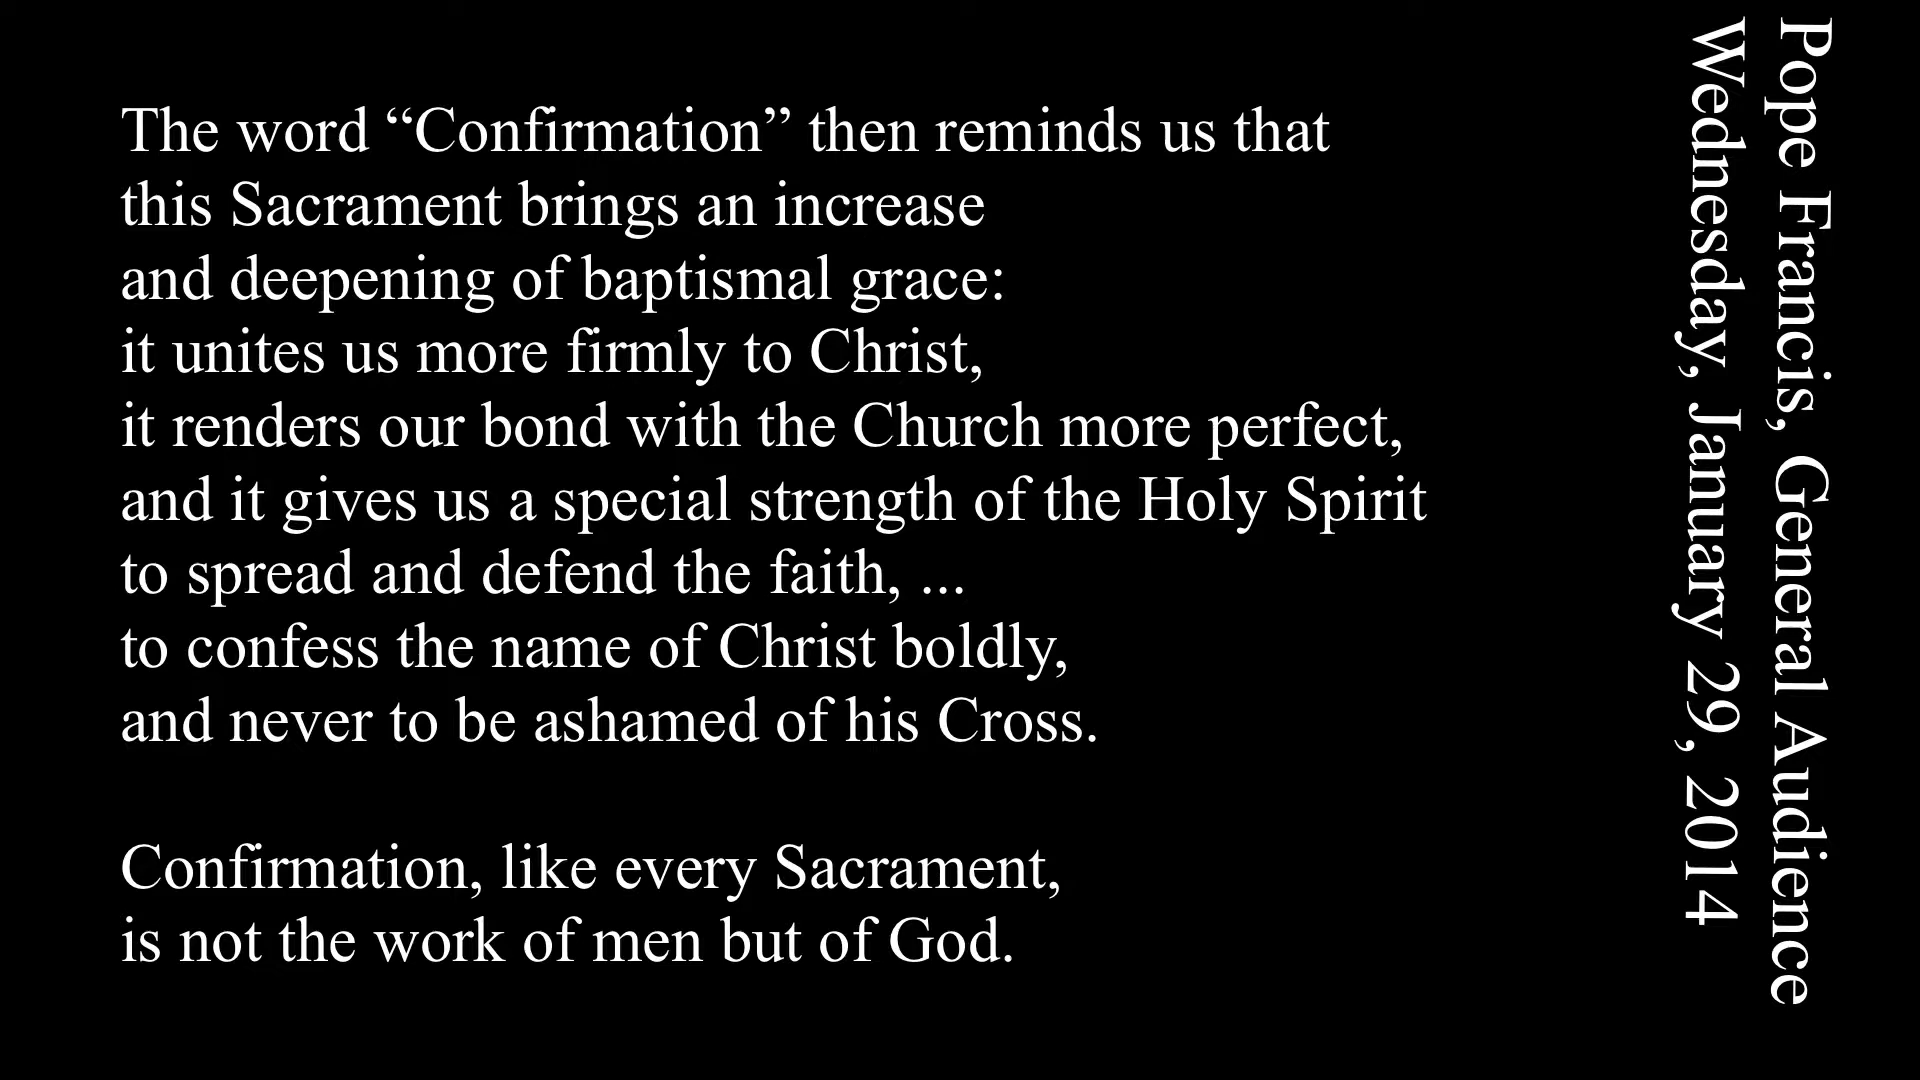 The word “Confirmation” then reminds us that
this Sacrament brings an increase
and deepening of baptismal grace:
it unites us more firmly to Christ,
it renders our bond with the Church more perfect,
and it gives us a special strength of the Holy Spirit
to spread and defend the faith, ...
to confess the name of Christ boldly,
and never to be ashamed of his Cross.
Confirmation, like every Sacrament,
is not the work of men but of God.
Pope Francis, General Audience
Wednesday, January 29, 2014